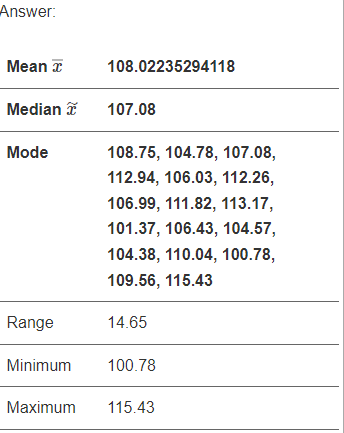 Answer:
Mean x̅ 108.02235294118
Median x̃ 107.08
Mode 108.75, 104.78, 107.08,
112.94, 106.03, 112.26,
106.99, 111.82, 113.17,
101.37, 106.43, 104.57,
104.38, 110.04, 100.78,
109.56, 115.43
Range 14.65
Minimum 100.78
Maximum 115.43